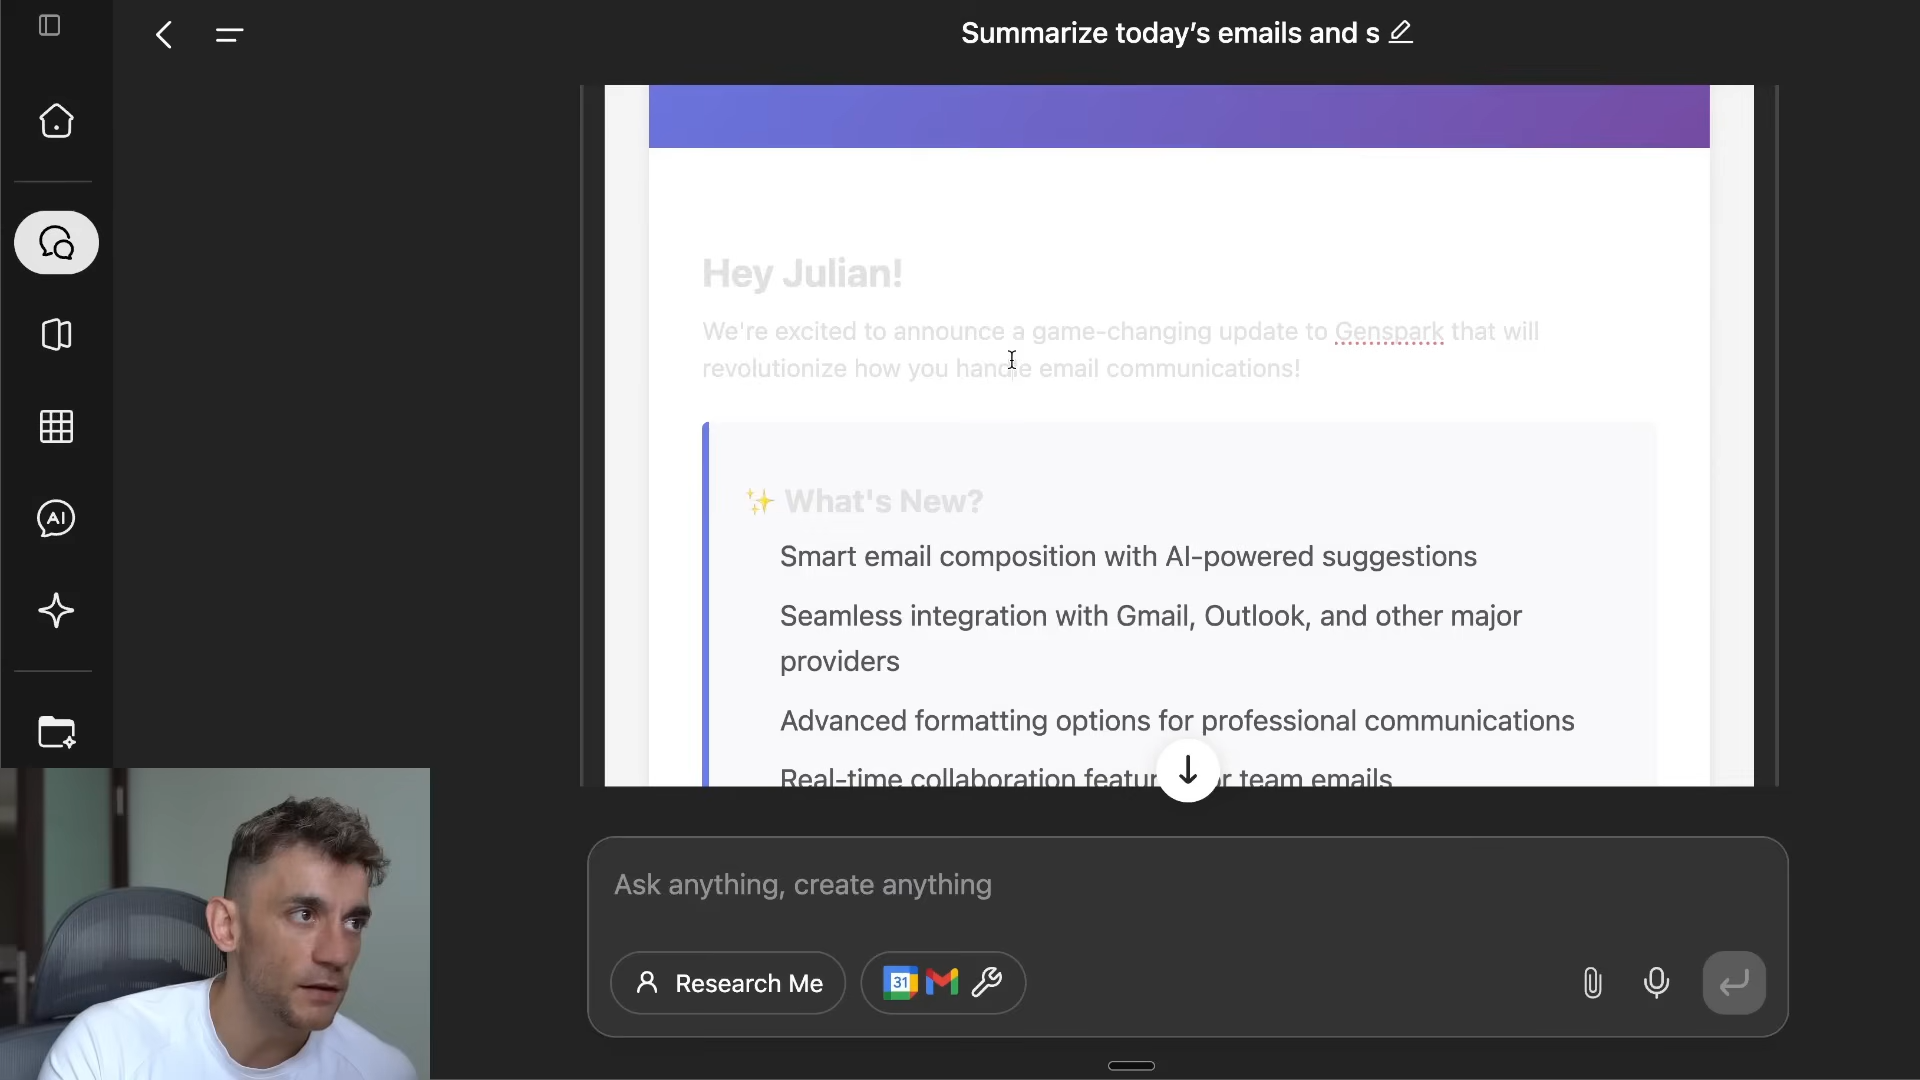 Summarize today’s emails and s
Hey Julian!
We're excited to announce a game-changing update to Genspark that will
revolutionize how you handle email communications!
✨ What's New?
Smart email composition with AI-powered suggestions
Seamless integration with Gmail, Outlook, and other major
providers
Advanced formatting options for professional communications
Real-time collaboration featur r team emails
AI
Ask anything, create anything
Research Me
31